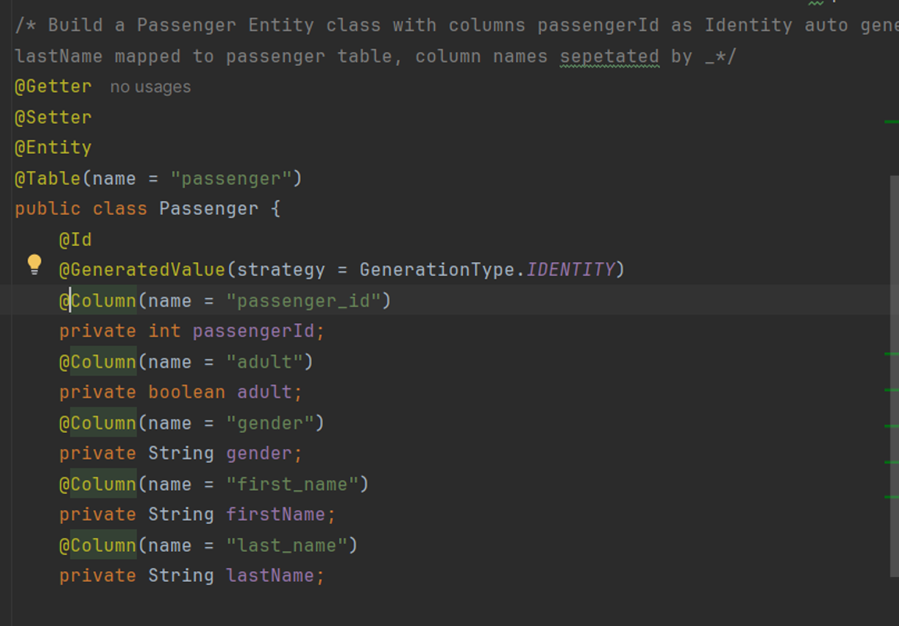 /* Build a Passenger Entity class with columns passengerId as Identity auto gene
lastName mapped to passenger table, column names sepetated by _*/
@Getter no usages
@Setter
@Entity
@Table(name = "passenger")
public class Passenger {
@Id
@GeneratedValue(strategy = GenerationType.IDENTITY)
@Column(name = "passenger_id")
private int passengerId;
@Column(name = "adult")
private boolean adult;
@Column(name = "gender")
private String gender;
@Column(name = "first_name")
private String firstName;
@Column(name = "last_name")
private String lastName;